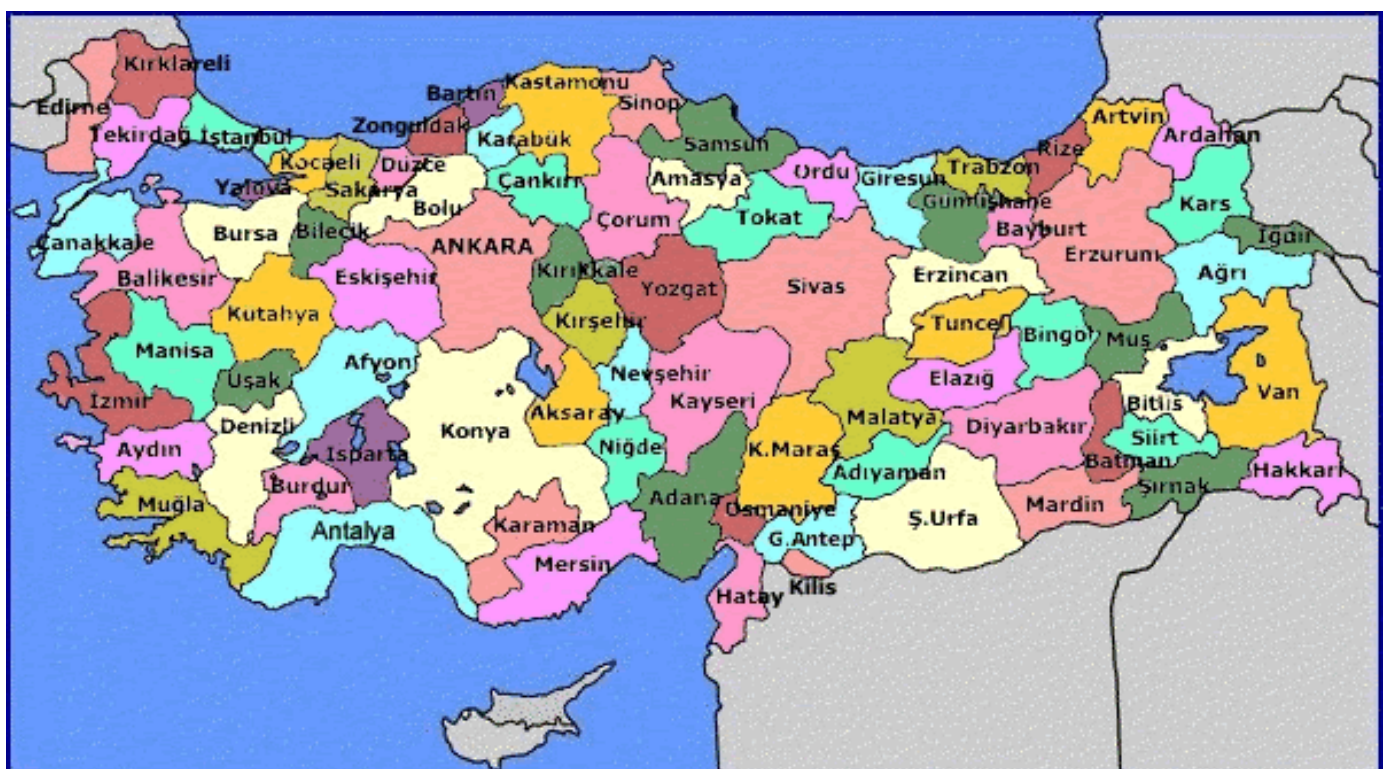 Kırklareli
Edirne
Tekirdağ
İstanbul
Kocaeli
Yalova
Sakarya
Düzce
Zonguldak
Bartın
Karabük
Kastamonu
Sinop
Samsun
Çankırı
Bolu
Amasya
Ordu
Giresun
Trabzon
Rize
Artvin
Ardahan
Çanakkale
Balikesir
Bursa
Bilecik
Eskişehir
ANKARA
Kırıkkale
Çorum
Tokat
Gümüşhane
Bayburt
Erzurum
Kars
Iğdır
Ağrı
Kutahya
Yozgat
Sivas
Erzincan
Manisa
Uşak
Afyon
Kırşehir
Nevşehir
Kayseri
Tuncel
Bingöl
Muş
Elazığ
Malatya
Bitlis
Van
İzmir
Aydın
Denizli
Isparta
Burdur
Konya
Aksaray
Niğde
K.Maraş
Adıyaman
Diyarbakır
Batman
Siirt
Şırnak
Hakkari
Muğla
Antalya
Karaman
Mersin
Adana
Osmaniye
G.Antep
Ş.Urfa
Mardin
Hatay
Kilis